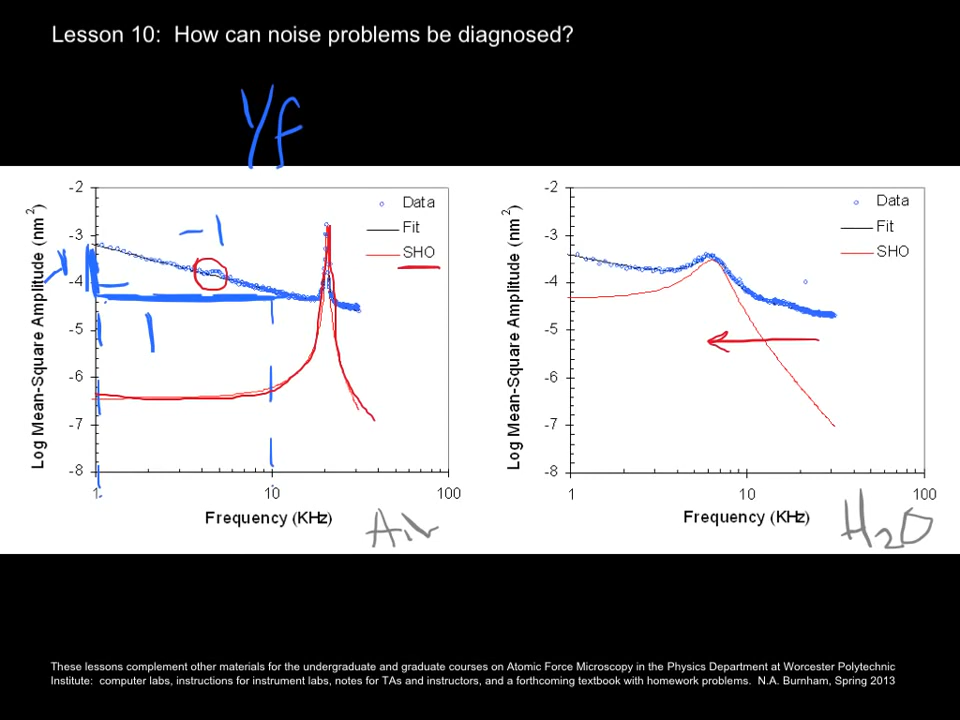 Lesson 10: How can noise problems be diagnosed?
1/f
-2
-3
-4
-5
-6
-7
-8
Log Mean-Square Amplitude (nm²)
Data
Fit
SHO
-1
-1
1
1
10
100
Frequency (KHz)
Air
-2
-3
-4
-5
-6
-7
-8
Log Mean-Square Amplitude (nm²)
Data
Fit
SHO
1
10
100
Frequency (KHz)
H2O
These lessons complement other materials for the undergraduate and graduate courses on Atomic Force Microscopy in the Physics Department at Worcester Polytechnic
Institute: computer labs, instructions for instrument labs, notes for TAs and instructors, and a forthcoming textbook with homework problems. N.A. Burnham, Spring 2013